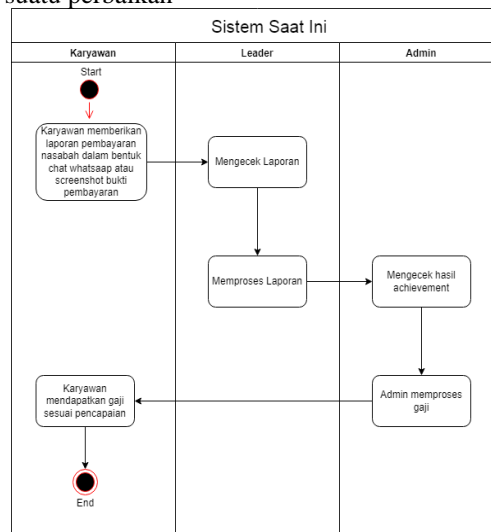 suatu perbaikan
Sistem Saat Ini
Karyawan
Leader
Admin
Start
Karyawan memberikan
laporan pembayaran
nasabah dalam bentuk
chat whatsaap atau
screenshot bukti
pembayaran
Mengecek Laporan
Memproses Laporan
Mengecek hasil
achievement
Admin memproses
gaji
Karyawan
mendapatkan gaji
sesuai pencapaian
End